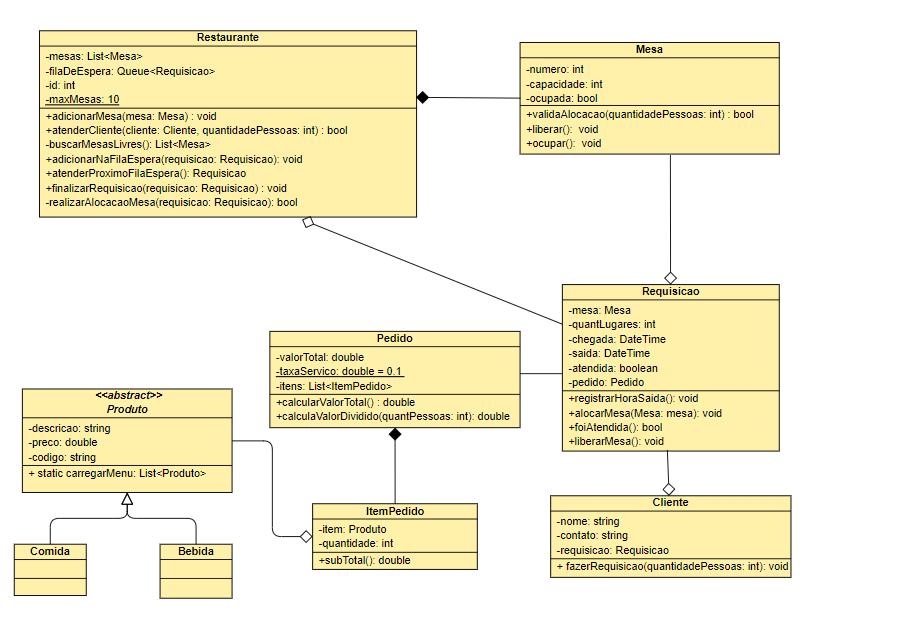 Restaurante
-mesas: List<Mesa>
-filaDeEspera: Queue<Requisicao>
-id: int
-maxMesas: 10
+adicionarMesa(mesa: Mesa) : void
+atenderCliente(cliente: Cliente, quantidadePessoas: int) : bool
-buscarMesasLivres(): List<Mesa>
+adicionarNaFilaEspera(requisicao: Requisicao): void
+atenderProximoFilaEspera(): Requisicao
+finalizarRequisicao(requisicao: Requisicao) : void
-realizarAlocacaoMesa(requisicao: Requisicao): bool
Mesa
-numero: int
-capacidade: int
-ocupada: bool
+validaAlocacao(quantidadePessoas: int) : bool
+liberar(): void
+ocupar(): void
Requisicao
-mesa: Mesa
-quantLugares: int
-chegada: DateTime
-saida: DateTime
-atendida: boolean
-pedido: Pedido
+registrarHoraSaida(): void
+alocarMesa(Mesa: mesa): void
+foiAtendida(): bool
+liberarMesa(): void
Pedido
-valorTotal: double
-taxaServico: double = 0.1
-itens: List<ItemPedido>
+calcularValorTotal() : double
+calculaValorDividido(quantPessoas: int): double
<<abstract>>
Produto
-descricao: string
-preco: double
-codigo: string
+ static carregarMenu: List<Produto>
ItemPedido
-item: Produto
-quantidade: int
+subTotal(): double
Cliente
-nome: string
-contato: string
-requisicao: Requisacao
+ fazerRequisicao(quantidadePessoas: int): void
Comida
Bebida